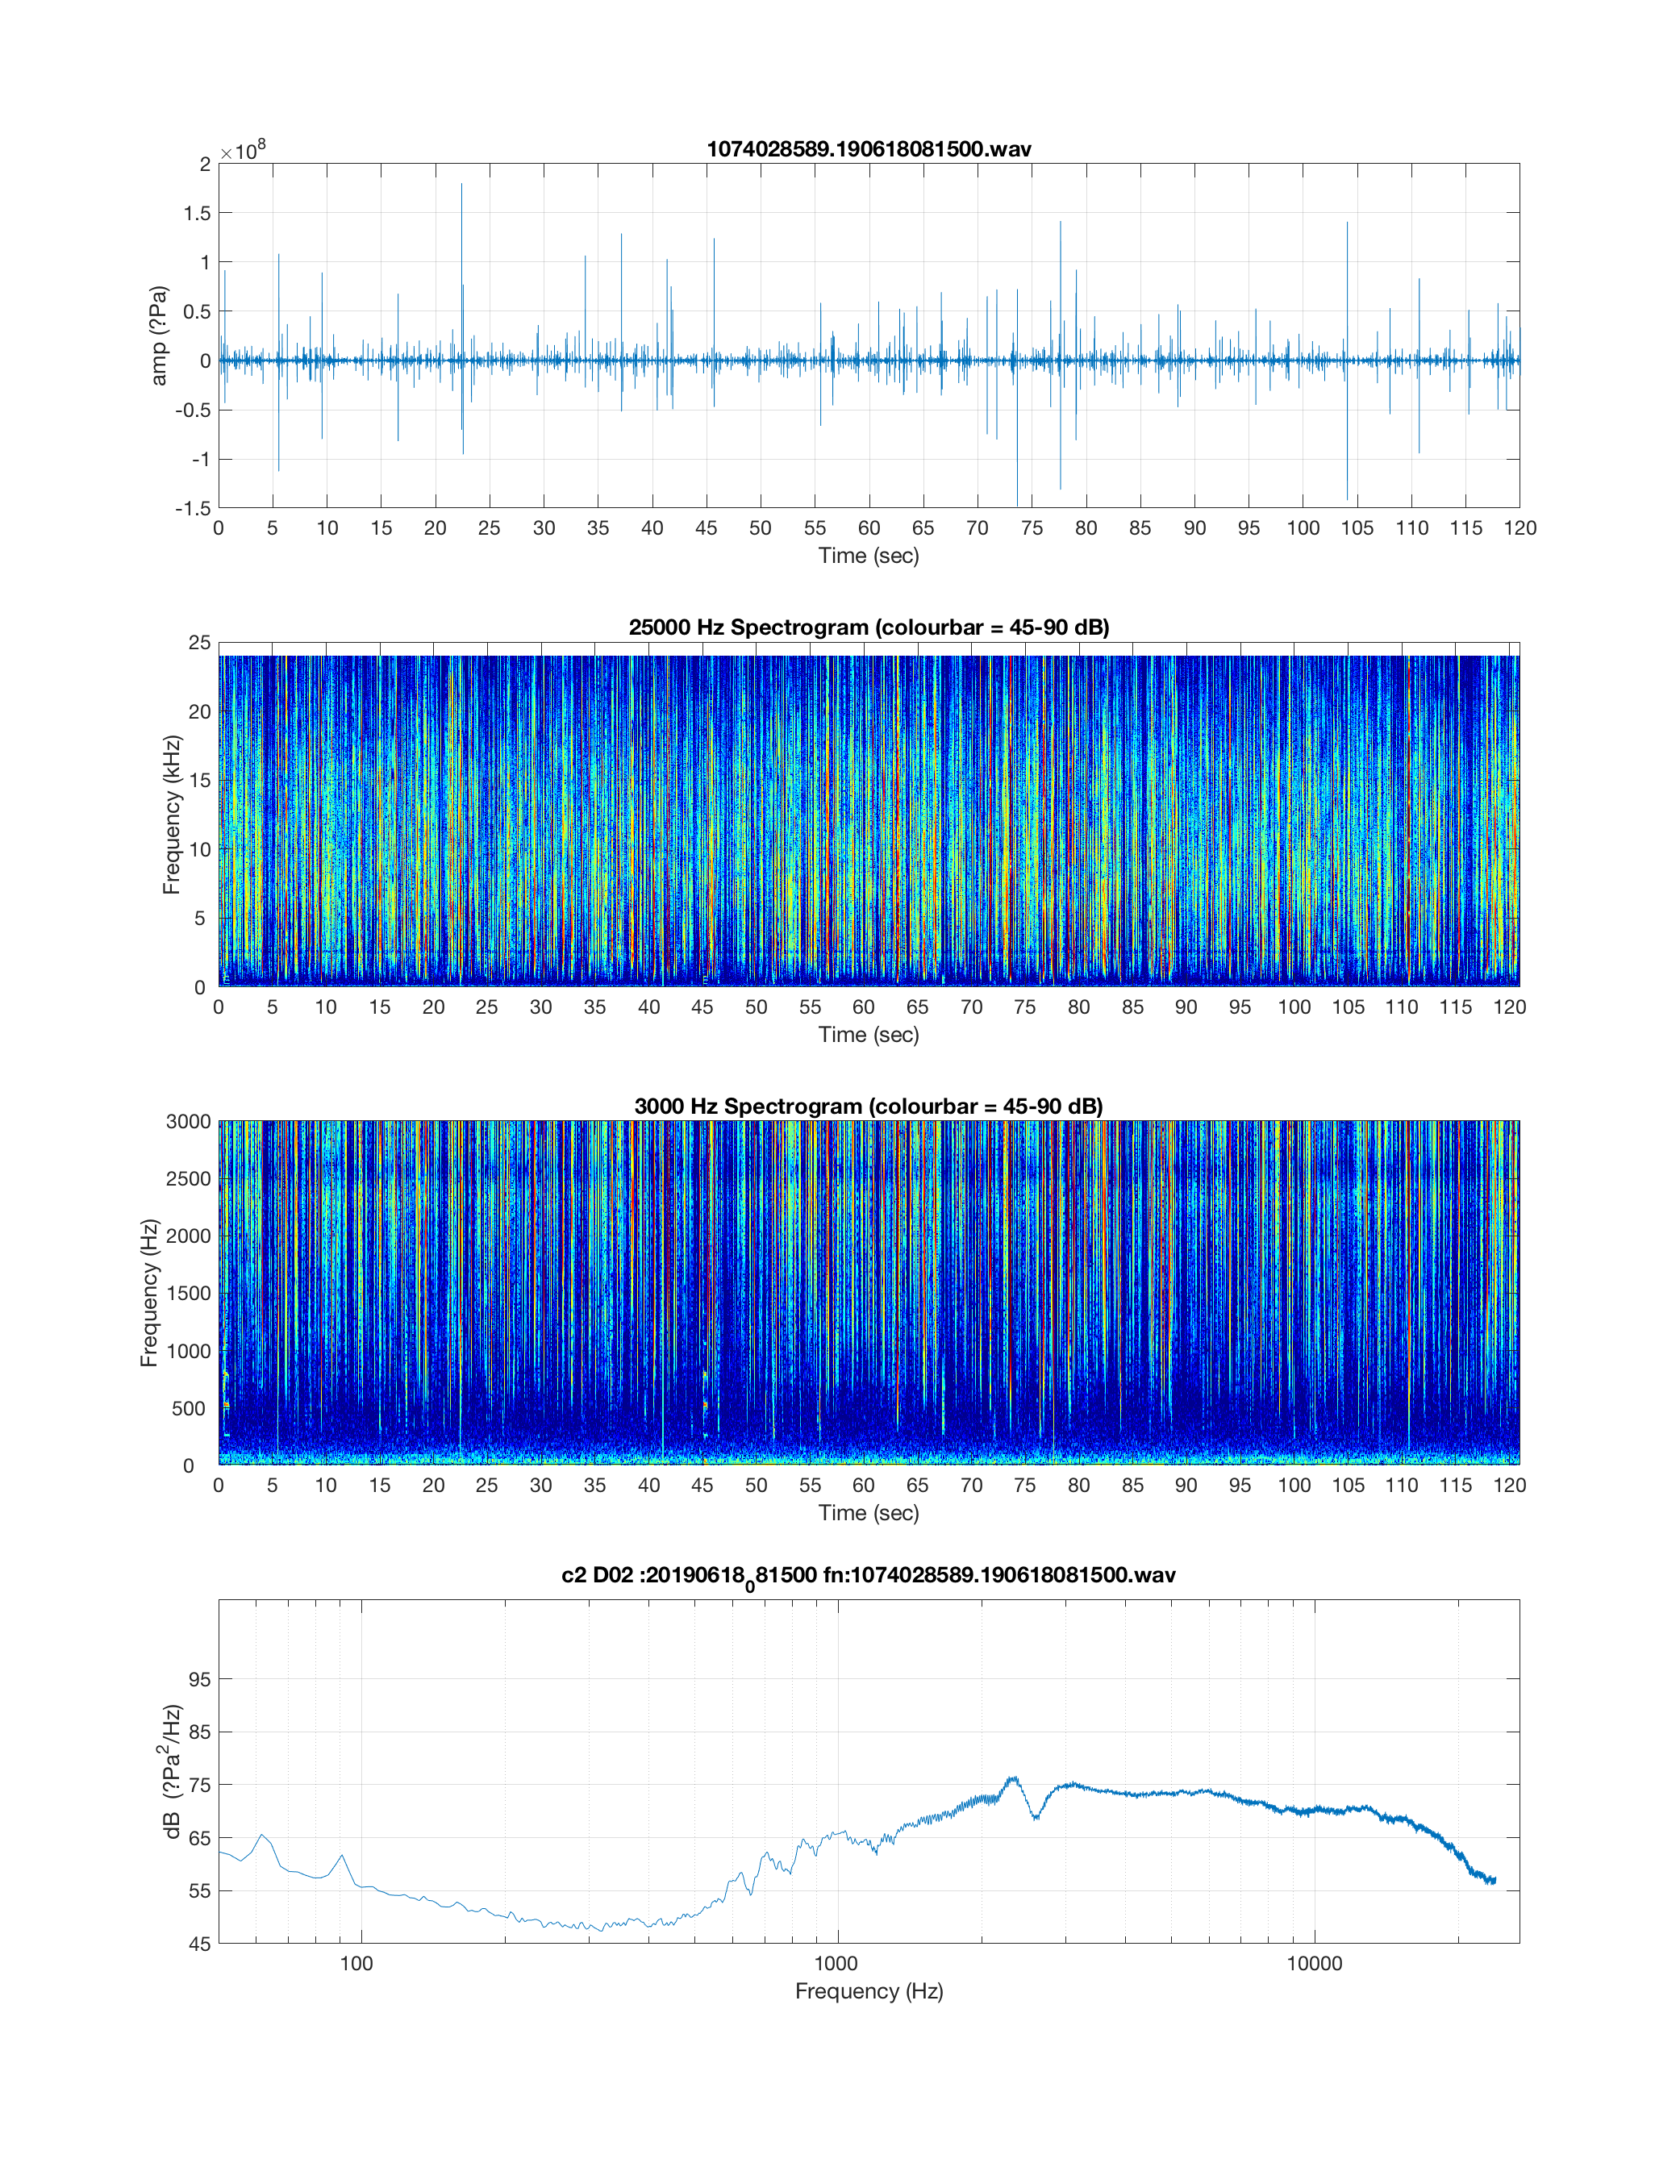 1074028589.190618081500.wav
×10⁸
2
1.5
1
0.5
0
-0.5
-1
-1.5
amp (?Pa)
0 5 10 15 20 25 30 35 40 45 50 55 60 65 70 75 80 85 90 95 100 105 110 115 120
Time (sec)
25000 Hz Spectrogram (colourbar = 45-90 dB)
25
20
15
10
5
0
Frequency (kHz)
0 5 10 15 20 25 30 35 40 45 50 55 60 65 70 75 80 85 90 95 100 105 110 115 120
Time (sec)
3000 Hz Spectrogram (colourbar = 45-90 dB)
3000
2500
2000
1500
1000
500
0
Frequency (Hz)
0 5 10 15 20 25 30 35 40 45 50 55 60 65 70 75 80 85 90 95 100 105 110 115 120
Time (sec)
c2 D02 :20190618₀81500 fn:1074028589.190618081500.wav
95
85
75
65
55
45
dB (?Pa²/Hz)
100 1000 10000
Frequency (Hz)